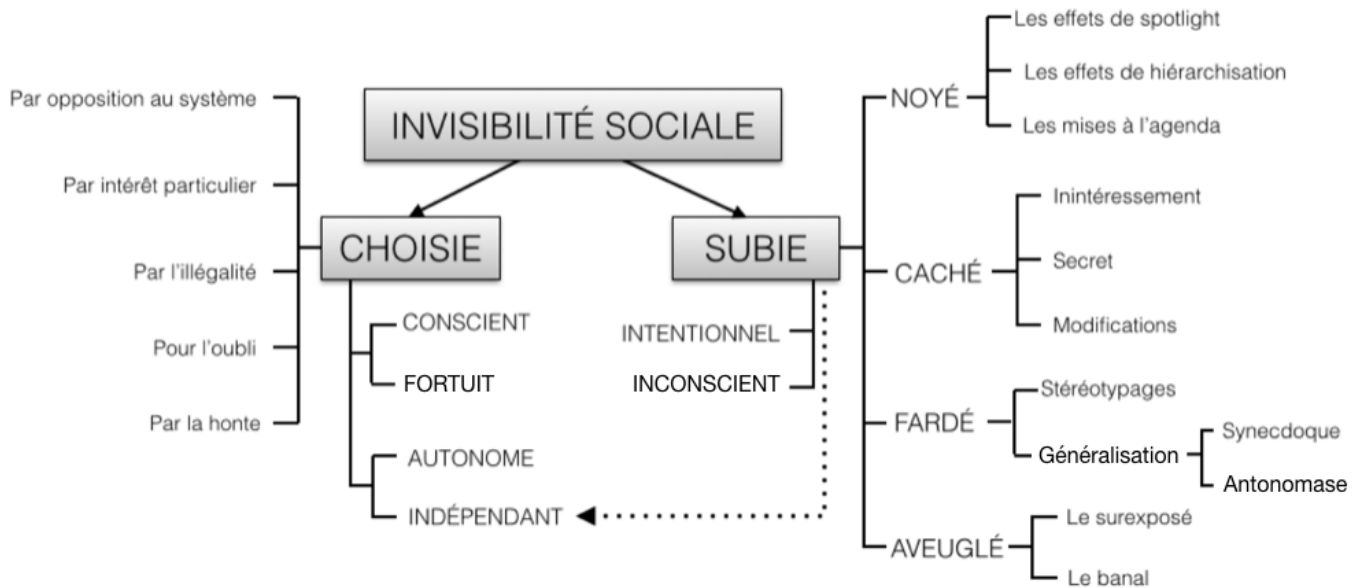 INVISIBILITÉ SOCIALE
CHOISIE
Par opposition au système
Par intérêt particulier
Par l'illégalité
Pour l'oubli
Par la honte
CONSCIENT
FORTUIT
AUTONOME
INDÉPENDANT
SUBIE
INTENTIONNEL
INCONSCIENT
NOYÉ
Les effets de spotlight
Les effets de hiérarchisation
Les mises à l'agenda
CACHÉ
Inintéressement
Secret
Modifications
FARDÉ
Stéréotypages
Généralisation
Synecdoque
Antonomase
AVEUGLÉ
Le surexposé
Le banal